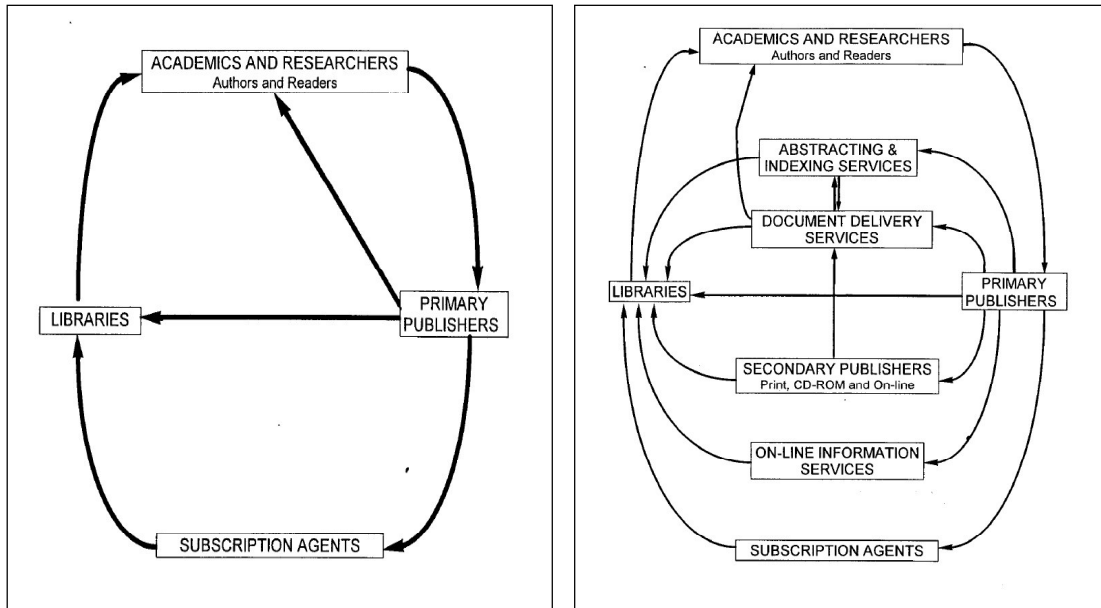 ACADEMICS AND RESEARCHERS
Authors and Readers
LIBRARIES
PRIMARY
PUBLISHERS
SUBSCRIPTION AGENTS
ACADEMICS AND RESEARCHERS
Authors and Readers
ABSTRACTING &
INDEXING SERVICES
DOCUMENT DELIVERY
SERVICES
LIBRARIES
PRIMARY
PUBLISHERS
SECONDARY PUBLISHERS
Print, CD-ROM and On-line
ON-LINE INFORMATION
SERVICES
SUBSCRIPTION AGENTS